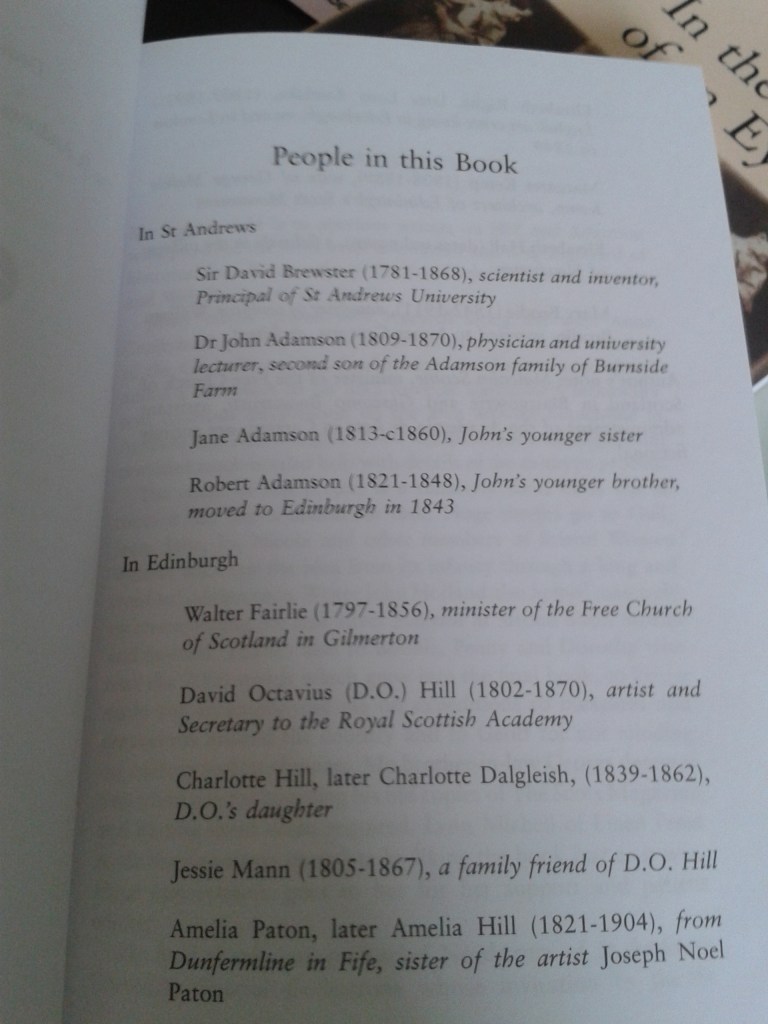 In the
of
Ey
People in this Book
In St Andrews
Sir David Brewster (1781-1868), scientist and inventor,
Principal of St Andrews University
Dr John Adamson (1809-1870), physician and university
lecturer, second son of the Adamson family of Burnside
Farm
Jane Adamson (1813-c1860), John's younger sister
Robert Adamson (1821-1848), John's younger brother,
moved to Edinburgh in 1843
In Edinburgh
Walter Fairlie (1797-1856), minister of the Free Church
of Scotland in Gilmerton
David Octavius (D.O.) Hill (1802-1870), artist and
Secretary to the Royal Scottish Academy
Charlotte Hill, later Charlotte Dalgleish, (1839-1862),
D.O.'s daughter
Jessie Mann (1805-1867), a family friend of D.O. Hill
Amelia Paton, later Amelia Hill (1821-1904), from
Dunfermline in Fife, sister of the artist Joseph Noel
Paton